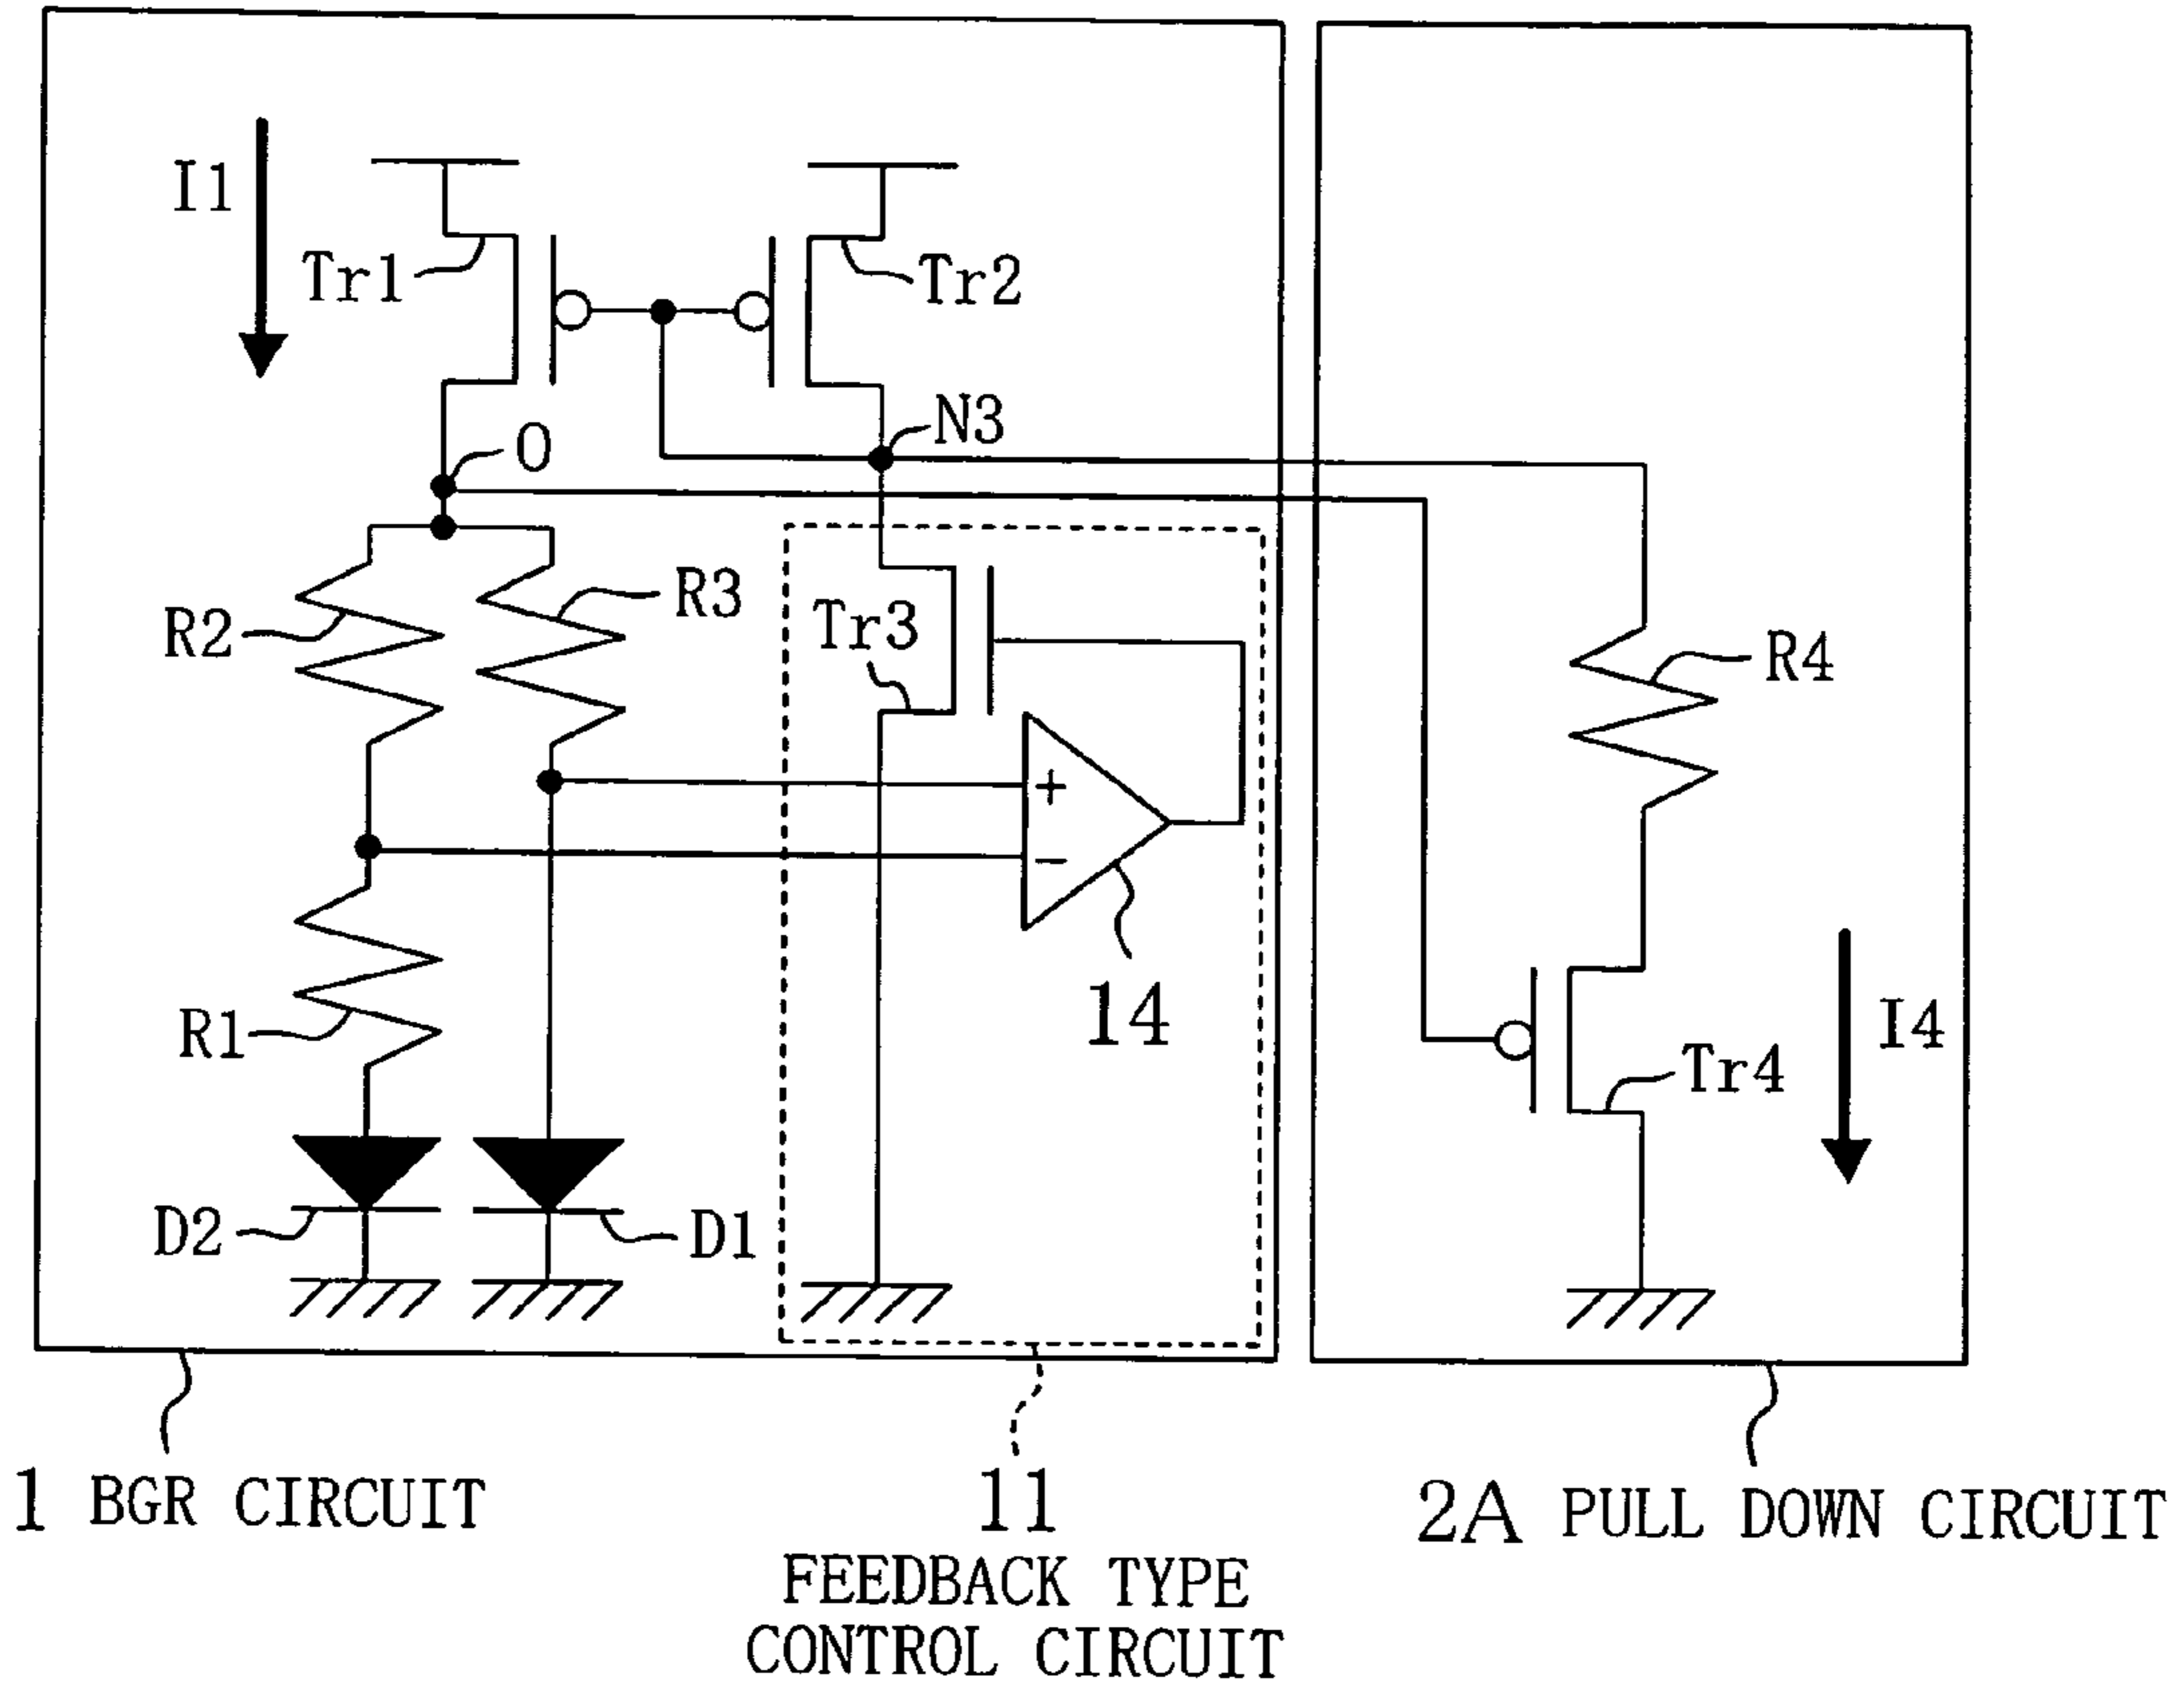 I1
Tr1
Tr2
O
N3
R2
R3
Tr3
R4
+
−
R1
14
Tr4
I4
D2
D1
1 BGR CIRCUIT
11
FEEDBACK TYPE
CONTROL CIRCUIT
2A PULL DOWN CIRCUIT